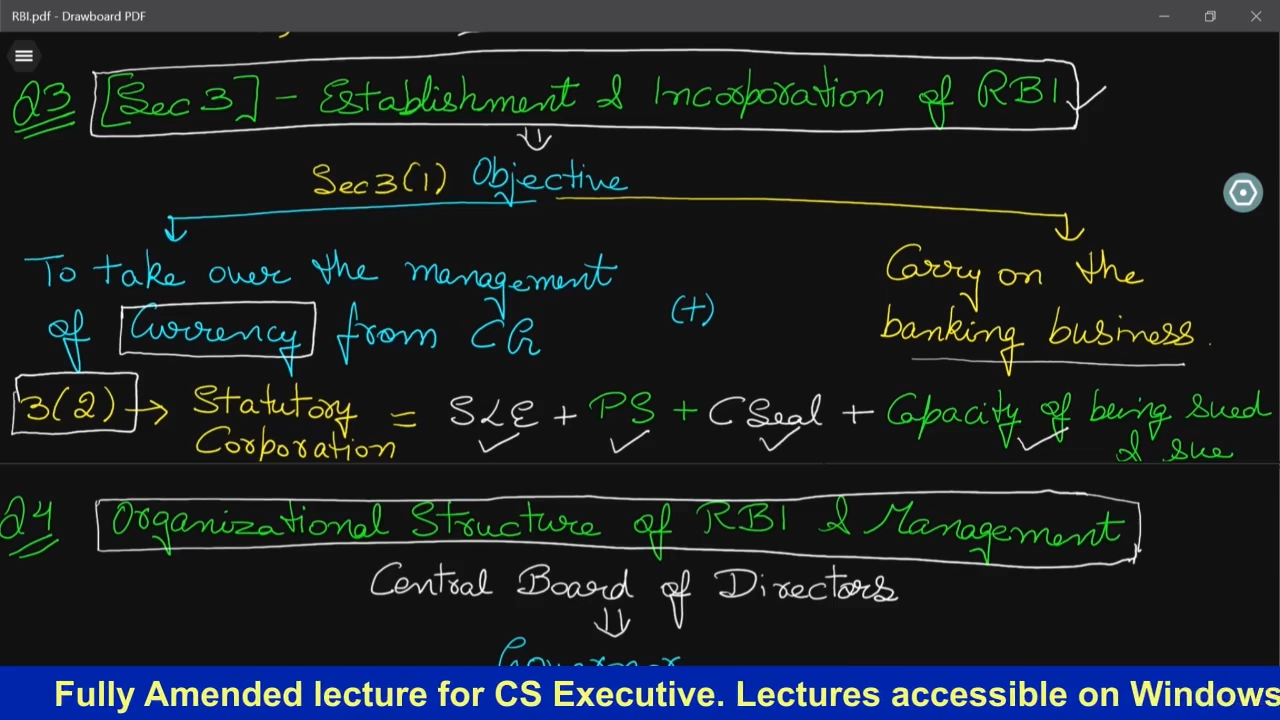 RBI.pdf - Drawboard PDF
Q3 [Sec 3] - Establishment & Incorporation of RBI
Sec 3(1) Objective
To take over the management
of Currency from CG
(+)
Carry on the
banking business.
3(2) → Statutory Corporation = SLE + PS + CSeal + Capacity of being sued & sue
Q4 Organizational Structure of RBI & Management
Central Board of Directors
Governor
Fully Amended lecture for CS Executive. Lectures accessible on Windows